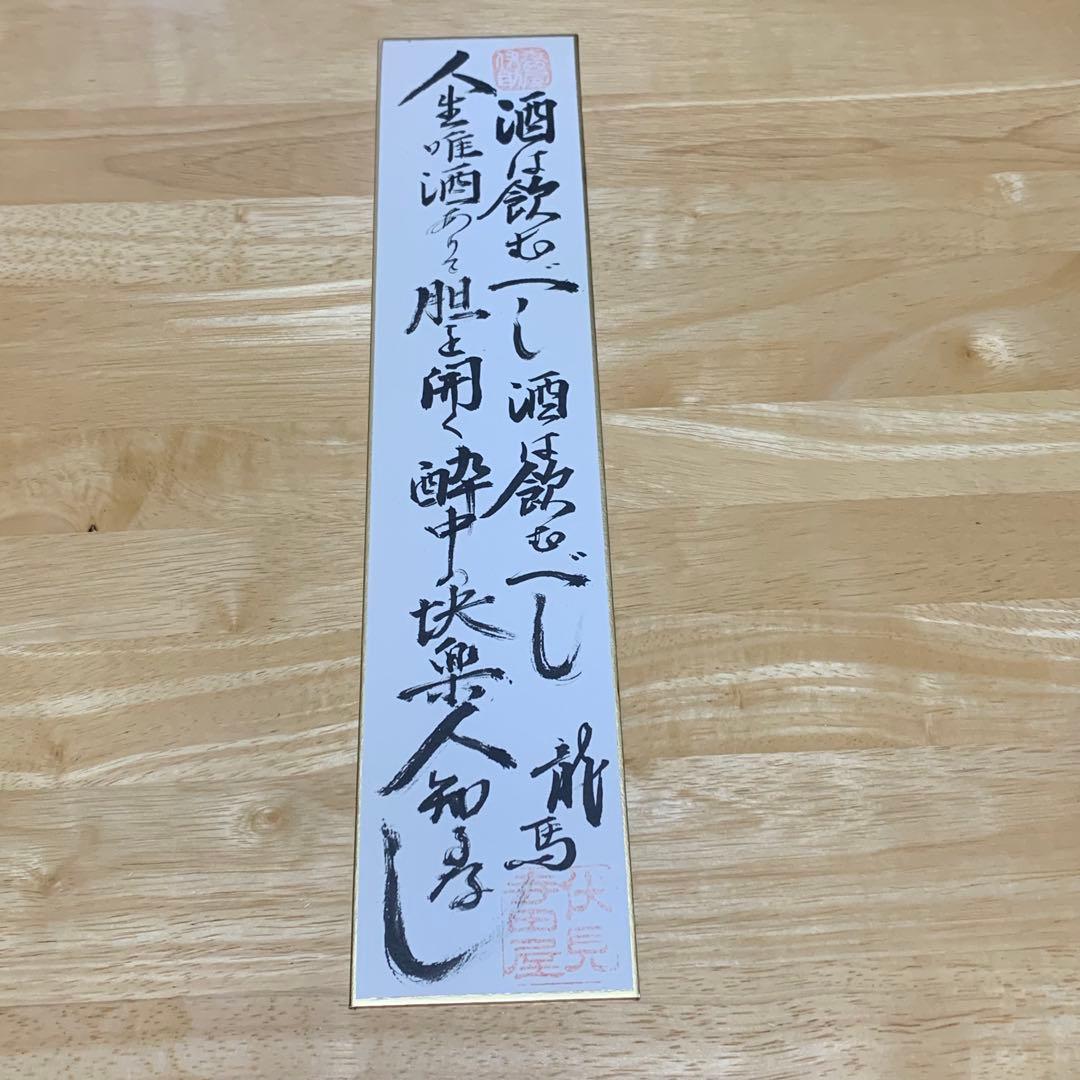 酒は飲むべし 酒は飲むべし
龍馬
人生唯酒ありて胆を開く酔中の快楽人知るなし
伏見
寺田屋